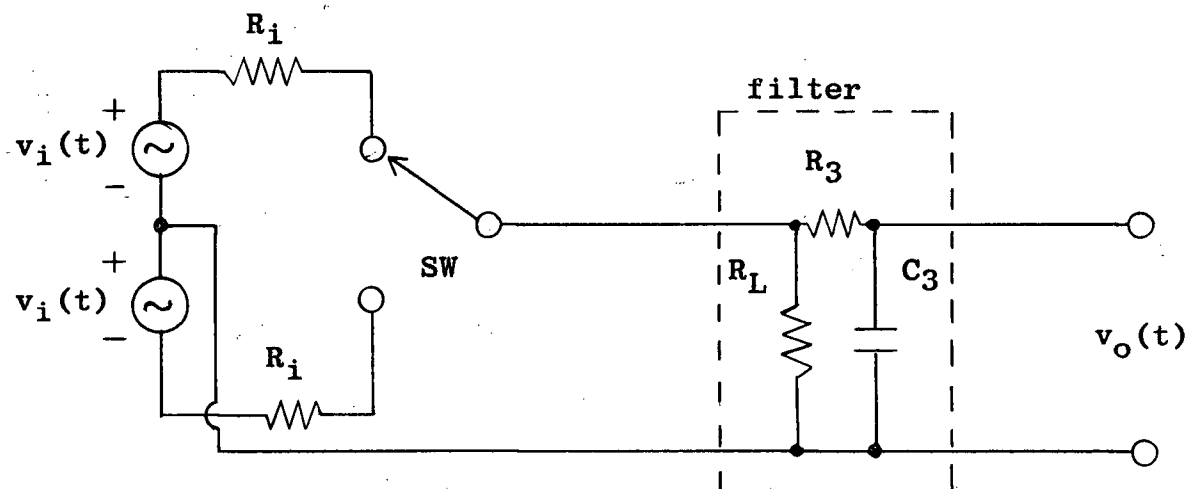 R_i
filter
+
v_i(t)
-
R_3
+
v_i(t)
-
SW
R_L
C_3
v_o(t)
R_i